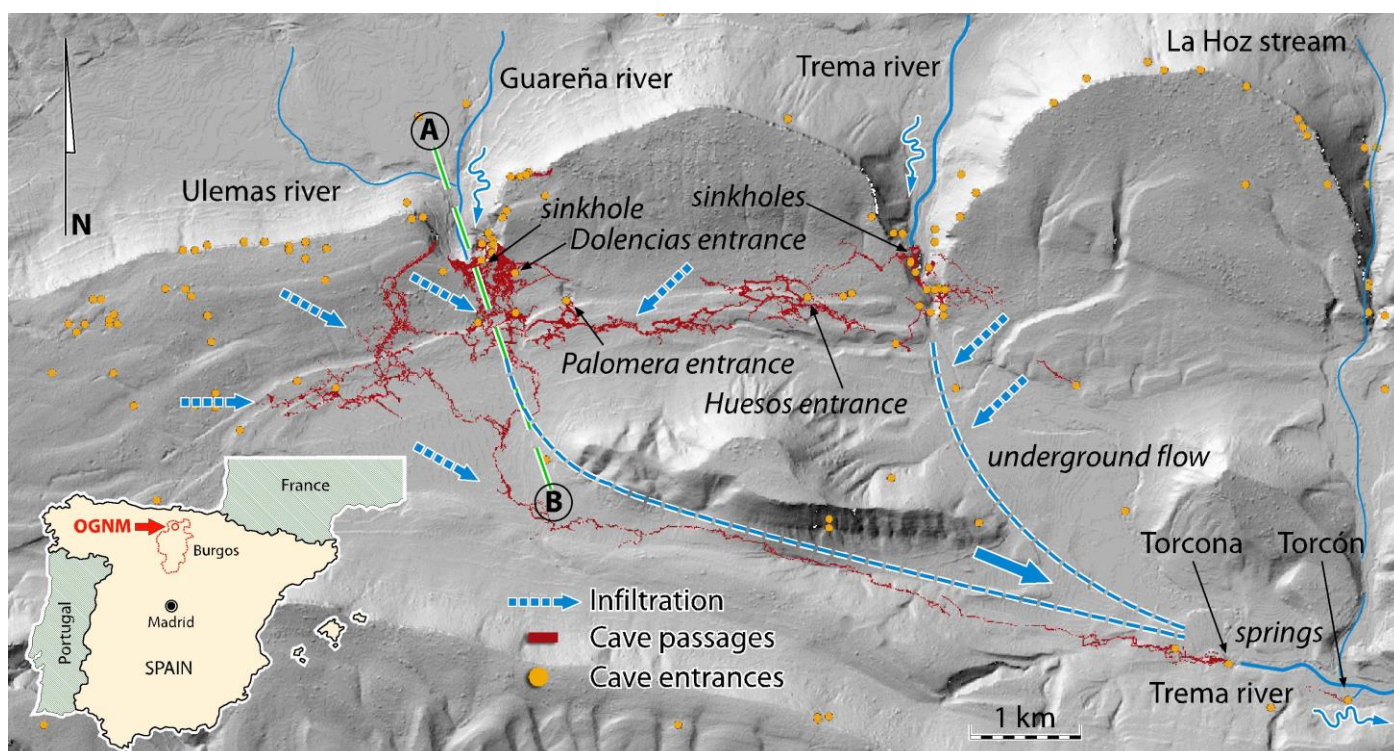 La Hoz stream
Trema river
Guareña river
A
Ulemas river
sinkhole
sinkholes
Dolencias entrance
N
Palomera entrance
Huesos entrance
underground flow
B
France
OGNM
Burgos
Portugal
Madrid
SPAIN
Infiltration
Cave passages
Cave entrances
Torcona
Torcón
springs
Trema river
1 km